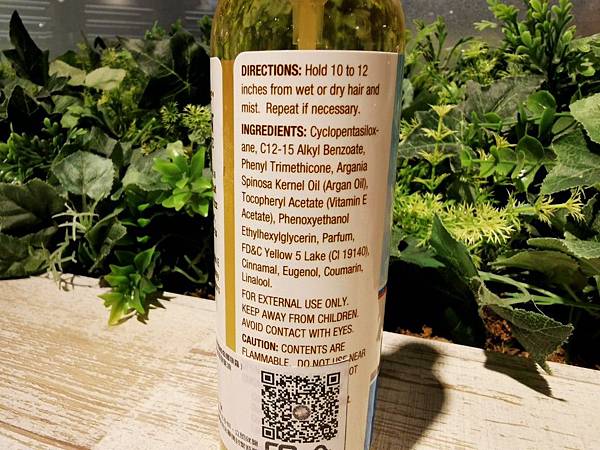 DIRECTIONS: Hold 10 to 12
inches from wet or dry hair and
mist. Repeat if necessary.
INGREDIENTS: Cyclopentasilox-
ane, C12-15 Alkyl Benzoate,
Phenyl Trimethicone, Argania
Spinosa Kernel Oil (Argan Oil),
Tocopheryl Acetate (Vitamin E
Acetate), Phenoxyethanol
Ethylhexylglycerin, Parfum,
FD&C Yellow 5 Lake (CI 19140),
Cinnamal, Eugenol, Coumarin,
Linalool.
FOR EXTERNAL USE ONLY.
KEEP AWAY FROM CHILDREN.
AVOID CONTACT WITH EYES.
CAUTION: CONTENTS ARE
FLAMMABLE. DO NOT USE NEAR